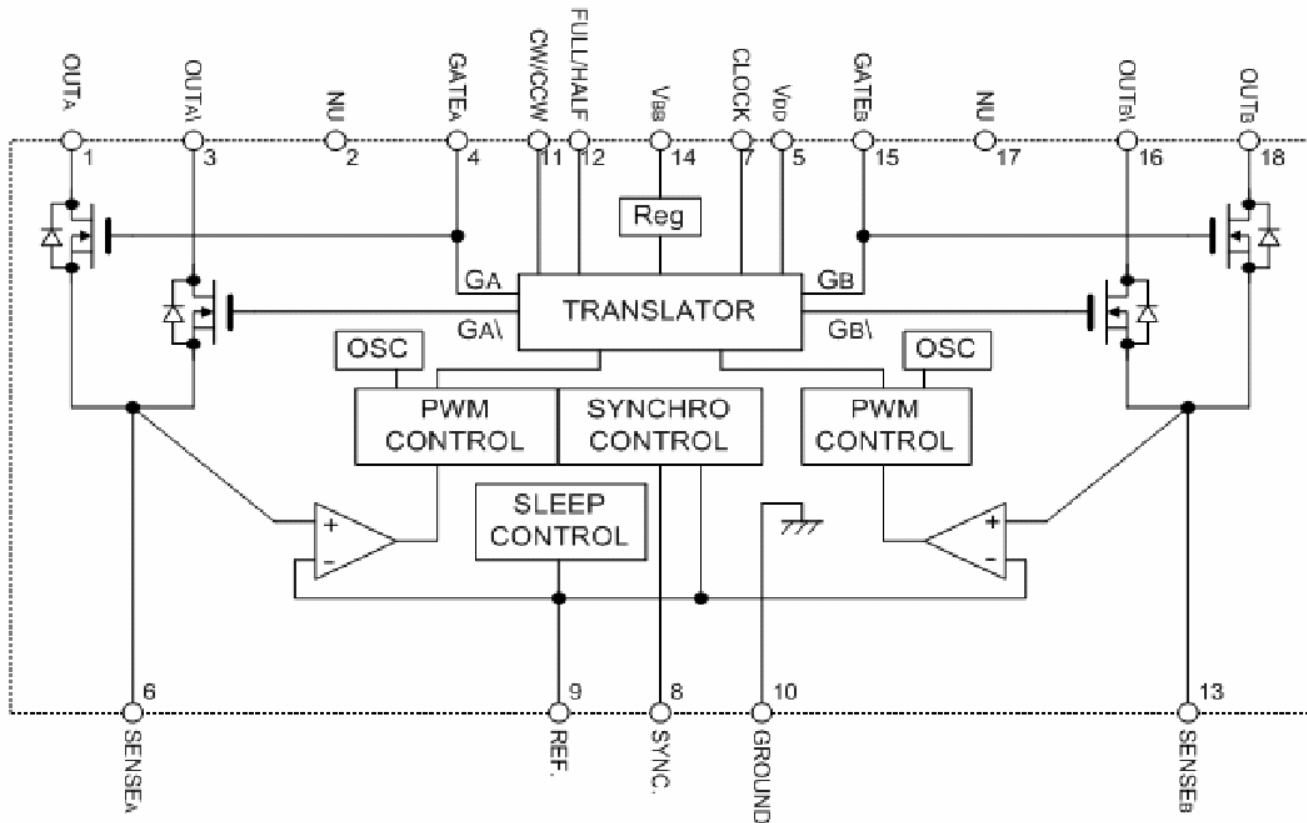 OUTA
OUTA\
NU
GATEA
CW/CCW
FULL/HALF
VBB
CLOCK
VDD
GATEB
NU
OUTB\
OUTB
1
3
2
4
11
12
14
7
5
15
17
16
18
Reg
GA
GB
TRANSLATOR
GA\
GB\
OSC
OSC
PWM
CONTROL
SYNCHRO
CONTROL
PWM
CONTROL
SLEEP
CONTROL
+
-
+
-
6
9
8
10
13
SENSEA
REF.
SYNC.
GROUND
SENSEB